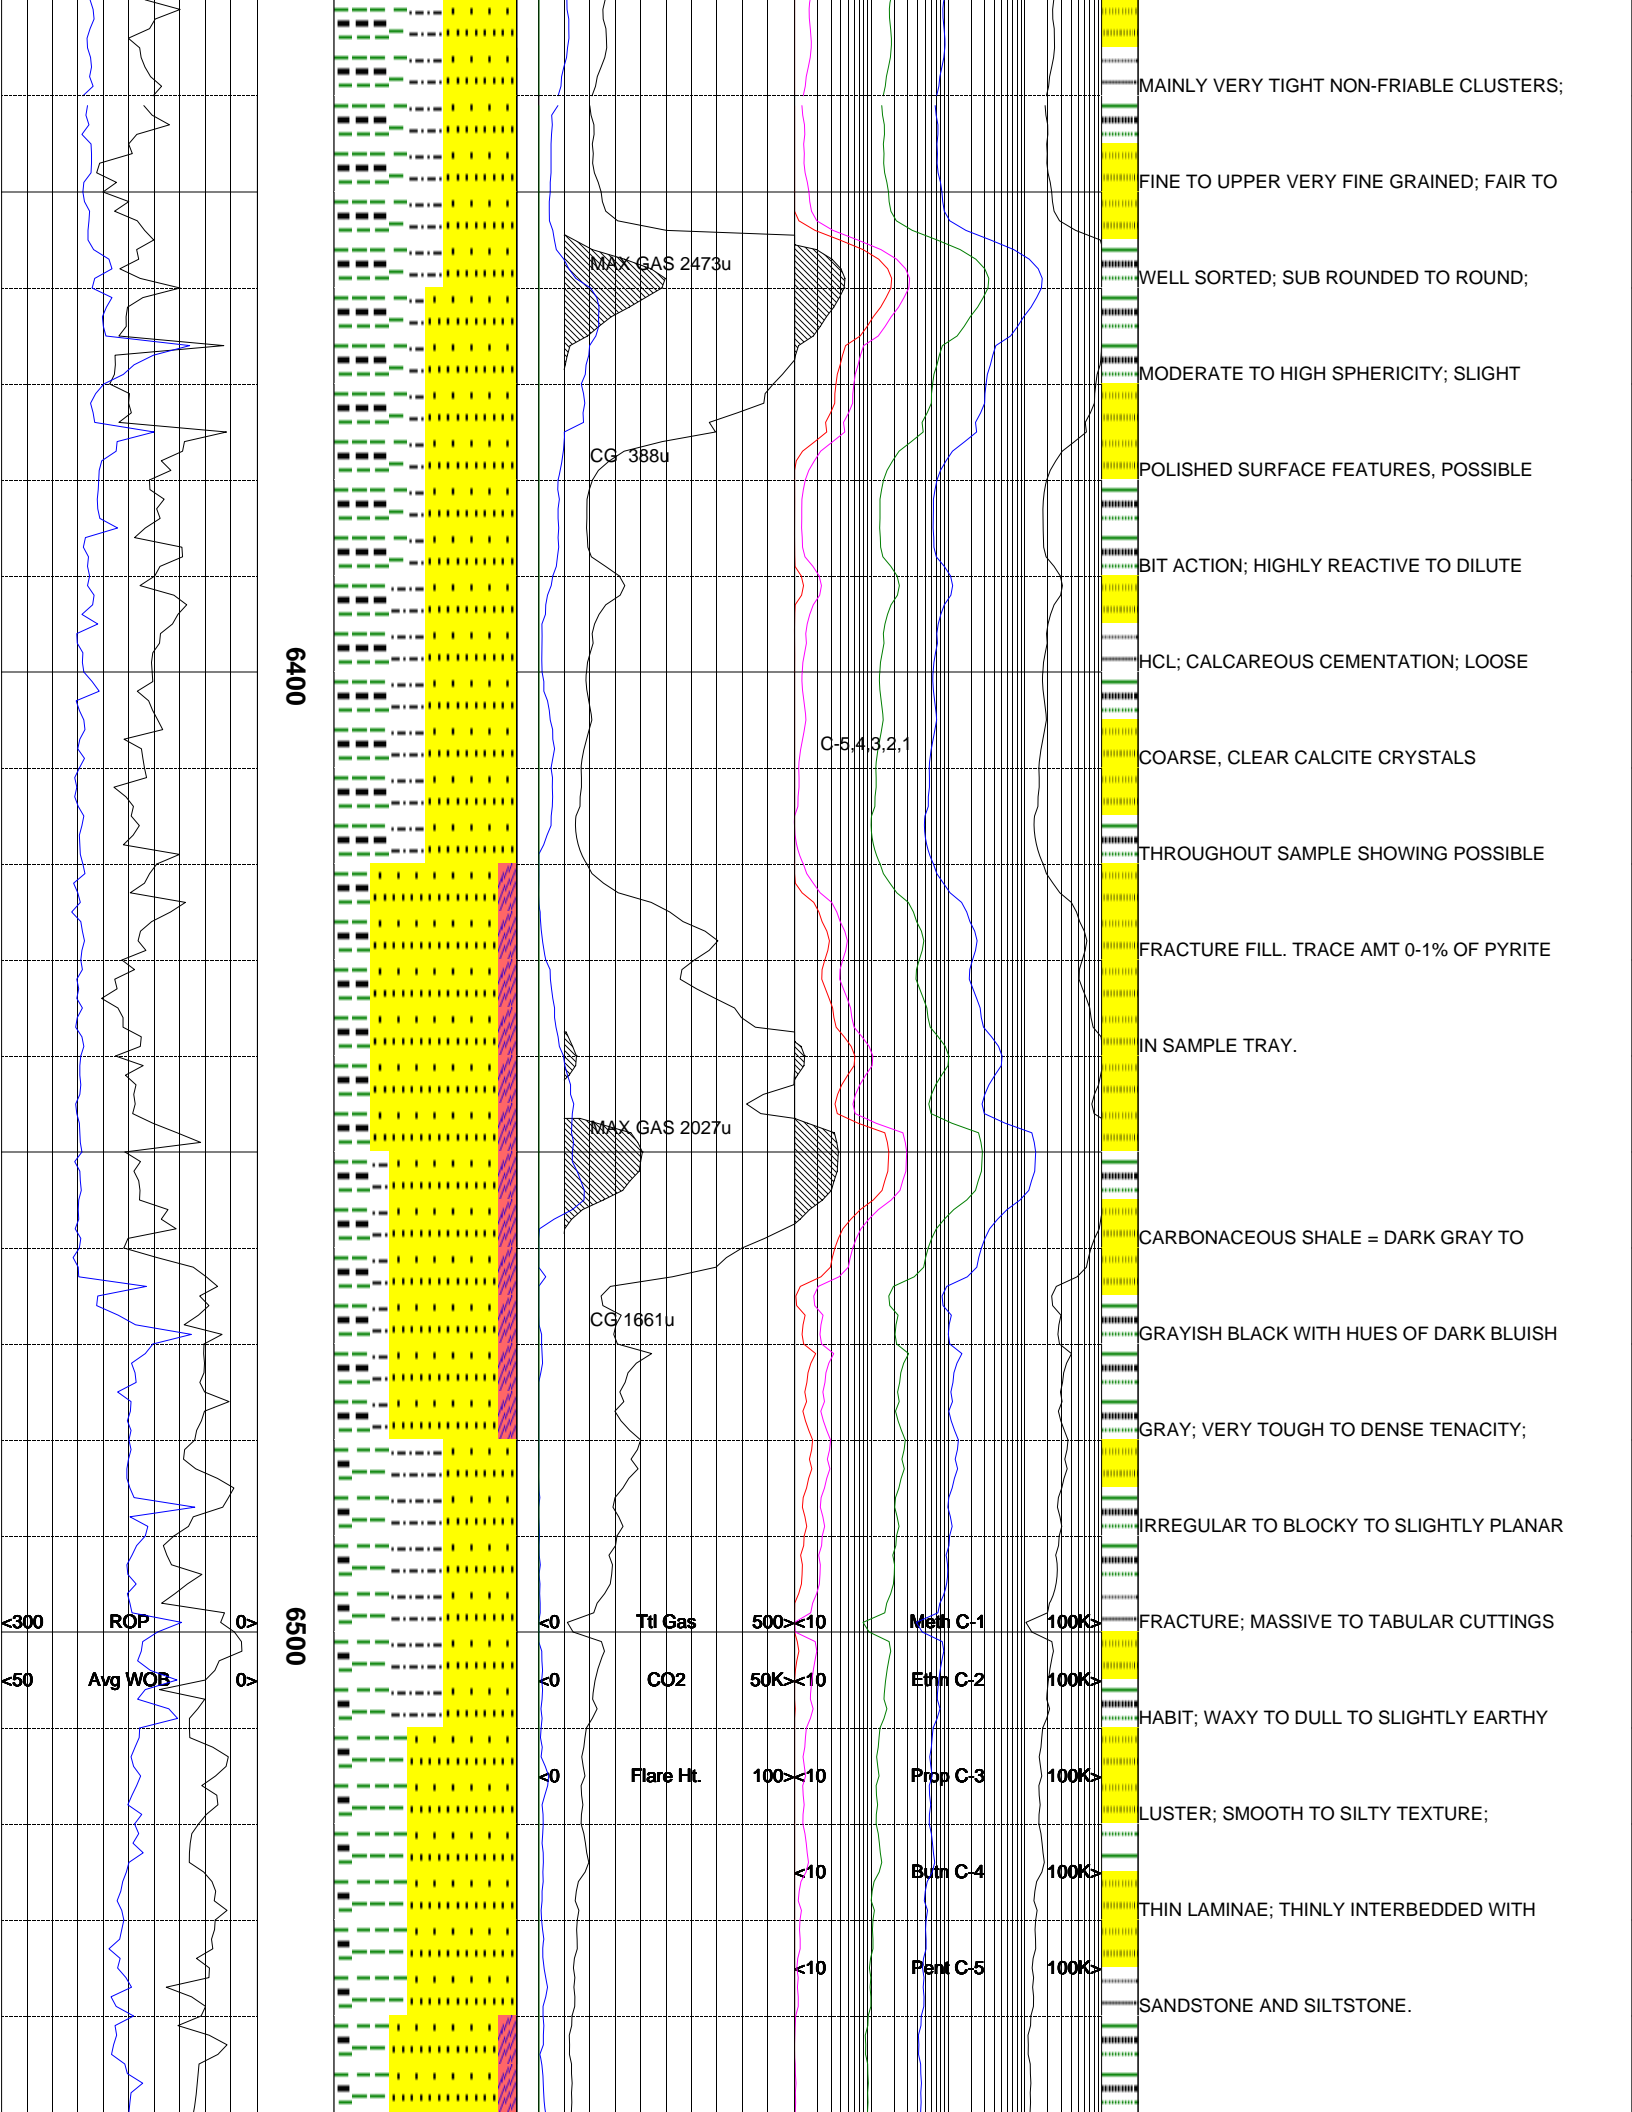 MAINLY VERY TIGHT NON-FRIABLE CLUSTERS;
FINE TO UPPER VERY FINE GRAINED; FAIR TO
MAX GAS 2473u
WELL SORTED; SUB ROUNDED TO ROUND;
MODERATE TO HIGH SPHERICITY; SLIGHT
CG 388u
POLISHED SURFACE FEATURES, POSSIBLE
BIT ACTION; HIGHLY REACTIVE TO DILUTE
6400
HCL; CALCAREOUS CEMENTATION; LOOSE
C-5,4,3,2,1
COARSE, CLEAR CALCITE CRYSTALS
THROUGHOUT SAMPLE SHOWING POSSIBLE
FRACTURE FILL. TRACE AMT 0-1% OF PYRITE
IN SAMPLE TRAY.
MAX GAS 2027u
CARBONACEOUS SHALE = DARK GRAY TO
CG 1661u
GRAYISH BLACK WITH HUES OF DARK BLUISH
GRAY; VERY TOUGH TO DENSE TENACITY;
IRREGULAR TO BLOCKY TO SLIGHTLY PLANAR
6500
<300 ROP 0> <0 Ttl Gas 500> <10 Meth C-1 100K> FRACTURE; MASSIVE TO TABULAR CUTTINGS
<50 Avg WOB 0> <0 CO2 50K> <10 Ethn C-2 100K>
HABIT; WAXY TO DULL TO SLIGHTLY EARTHY
<0 Flare Ht. 100> <10 Prop C-3 100K>
LUSTER; SMOOTH TO SILTY TEXTURE;
<10 Butn C-4 100K>
THIN LAMINAE; THINLY INTERBEDDED WITH
<10 Pent C-5 100K>
SANDSTONE AND SILTSTONE.